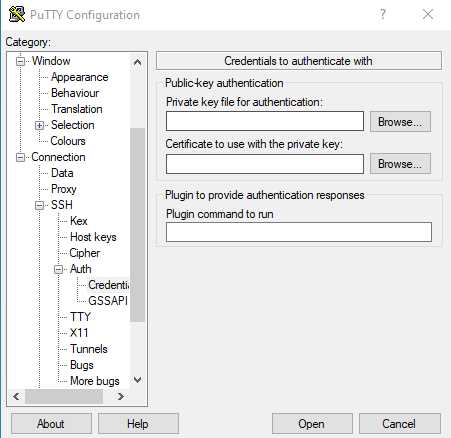 PuTTY Configuration
Category:
Window
Appearance
Behaviour
Translation
Selection
Colours
Connection
Data
Proxy
SSH
Kex
Host keys
Cipher
Auth
Credentia
GSSAPI
TTY
X11
Tunnels
Bugs
More bugs
Credentials to authenticate with
Public-key authentication
Private key file for authentication:
Browse...
Certificate to use with the private key:
Browse...
Plugin to provide authentication responses
Plugin command to run
About
Help
Open
Cancel